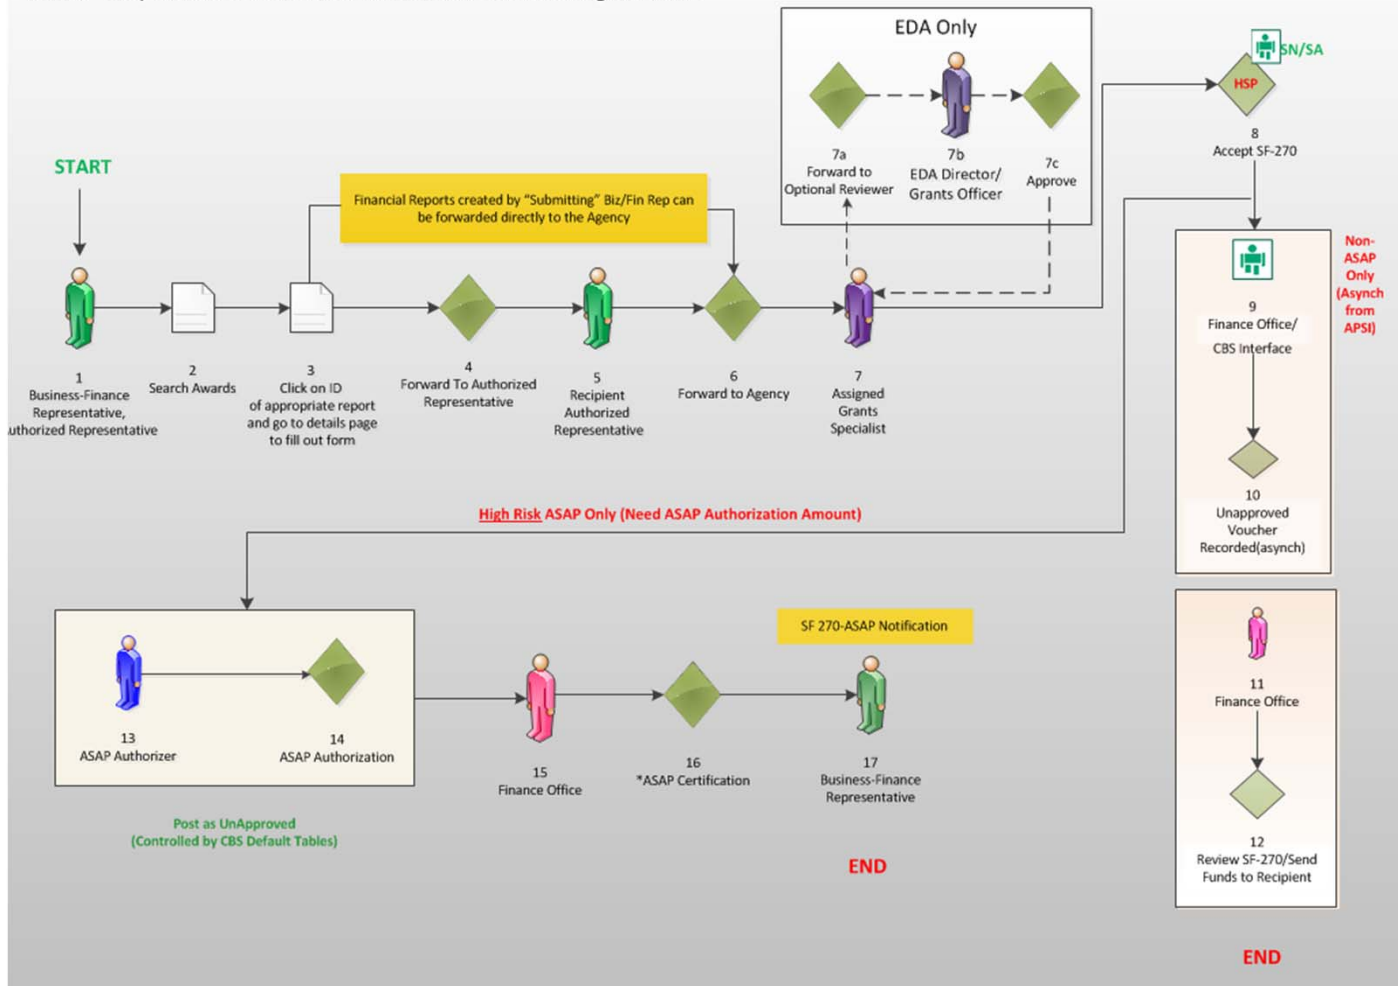 EDA Only
SN/SA
HSP
8
Accept SF-270
7a
Forward to
Optional Reviewer
7b
EDA Director/
Grants Officer
7c
Approve
START
Financial Reports created by “Submitting” Biz/Fin Rep can
be forwarded directly to the Agency
1
Business-Finance
Representative,
uthorized Representative
2
Search Awards
3
Click on ID
of appropriate report
and go to details page
to fill out form
4
Forward To Authorized
Representative
5
Recipient
Authorized
Representative
6
Forward to Agency
7
Assigned
Grants
Specialist
Non-
ASAP
Only
(Asynch
from
APSI)
9
Finance Office/
CBS Interface
10
Unapproved
Voucher
Recorded(asynch)
High Risk ASAP Only (Need ASAP Authorization Amount)
13
ASAP Authorizer
14
ASAP Authorization
Post as UnApproved
(Controlled by CBS Default Tables)
15
Finance Office
16
*ASAP Certification
SF 270-ASAP Notification
17
Business-Finance
Representative
END
11
Finance Office
12
Review SF-270/Send
Funds to Recipient
END